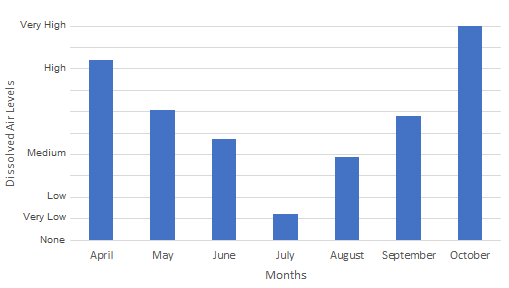 Very High
High
Medium
Low
Very Low
None
Dissolved Air Levels
April May June July August September October
Months